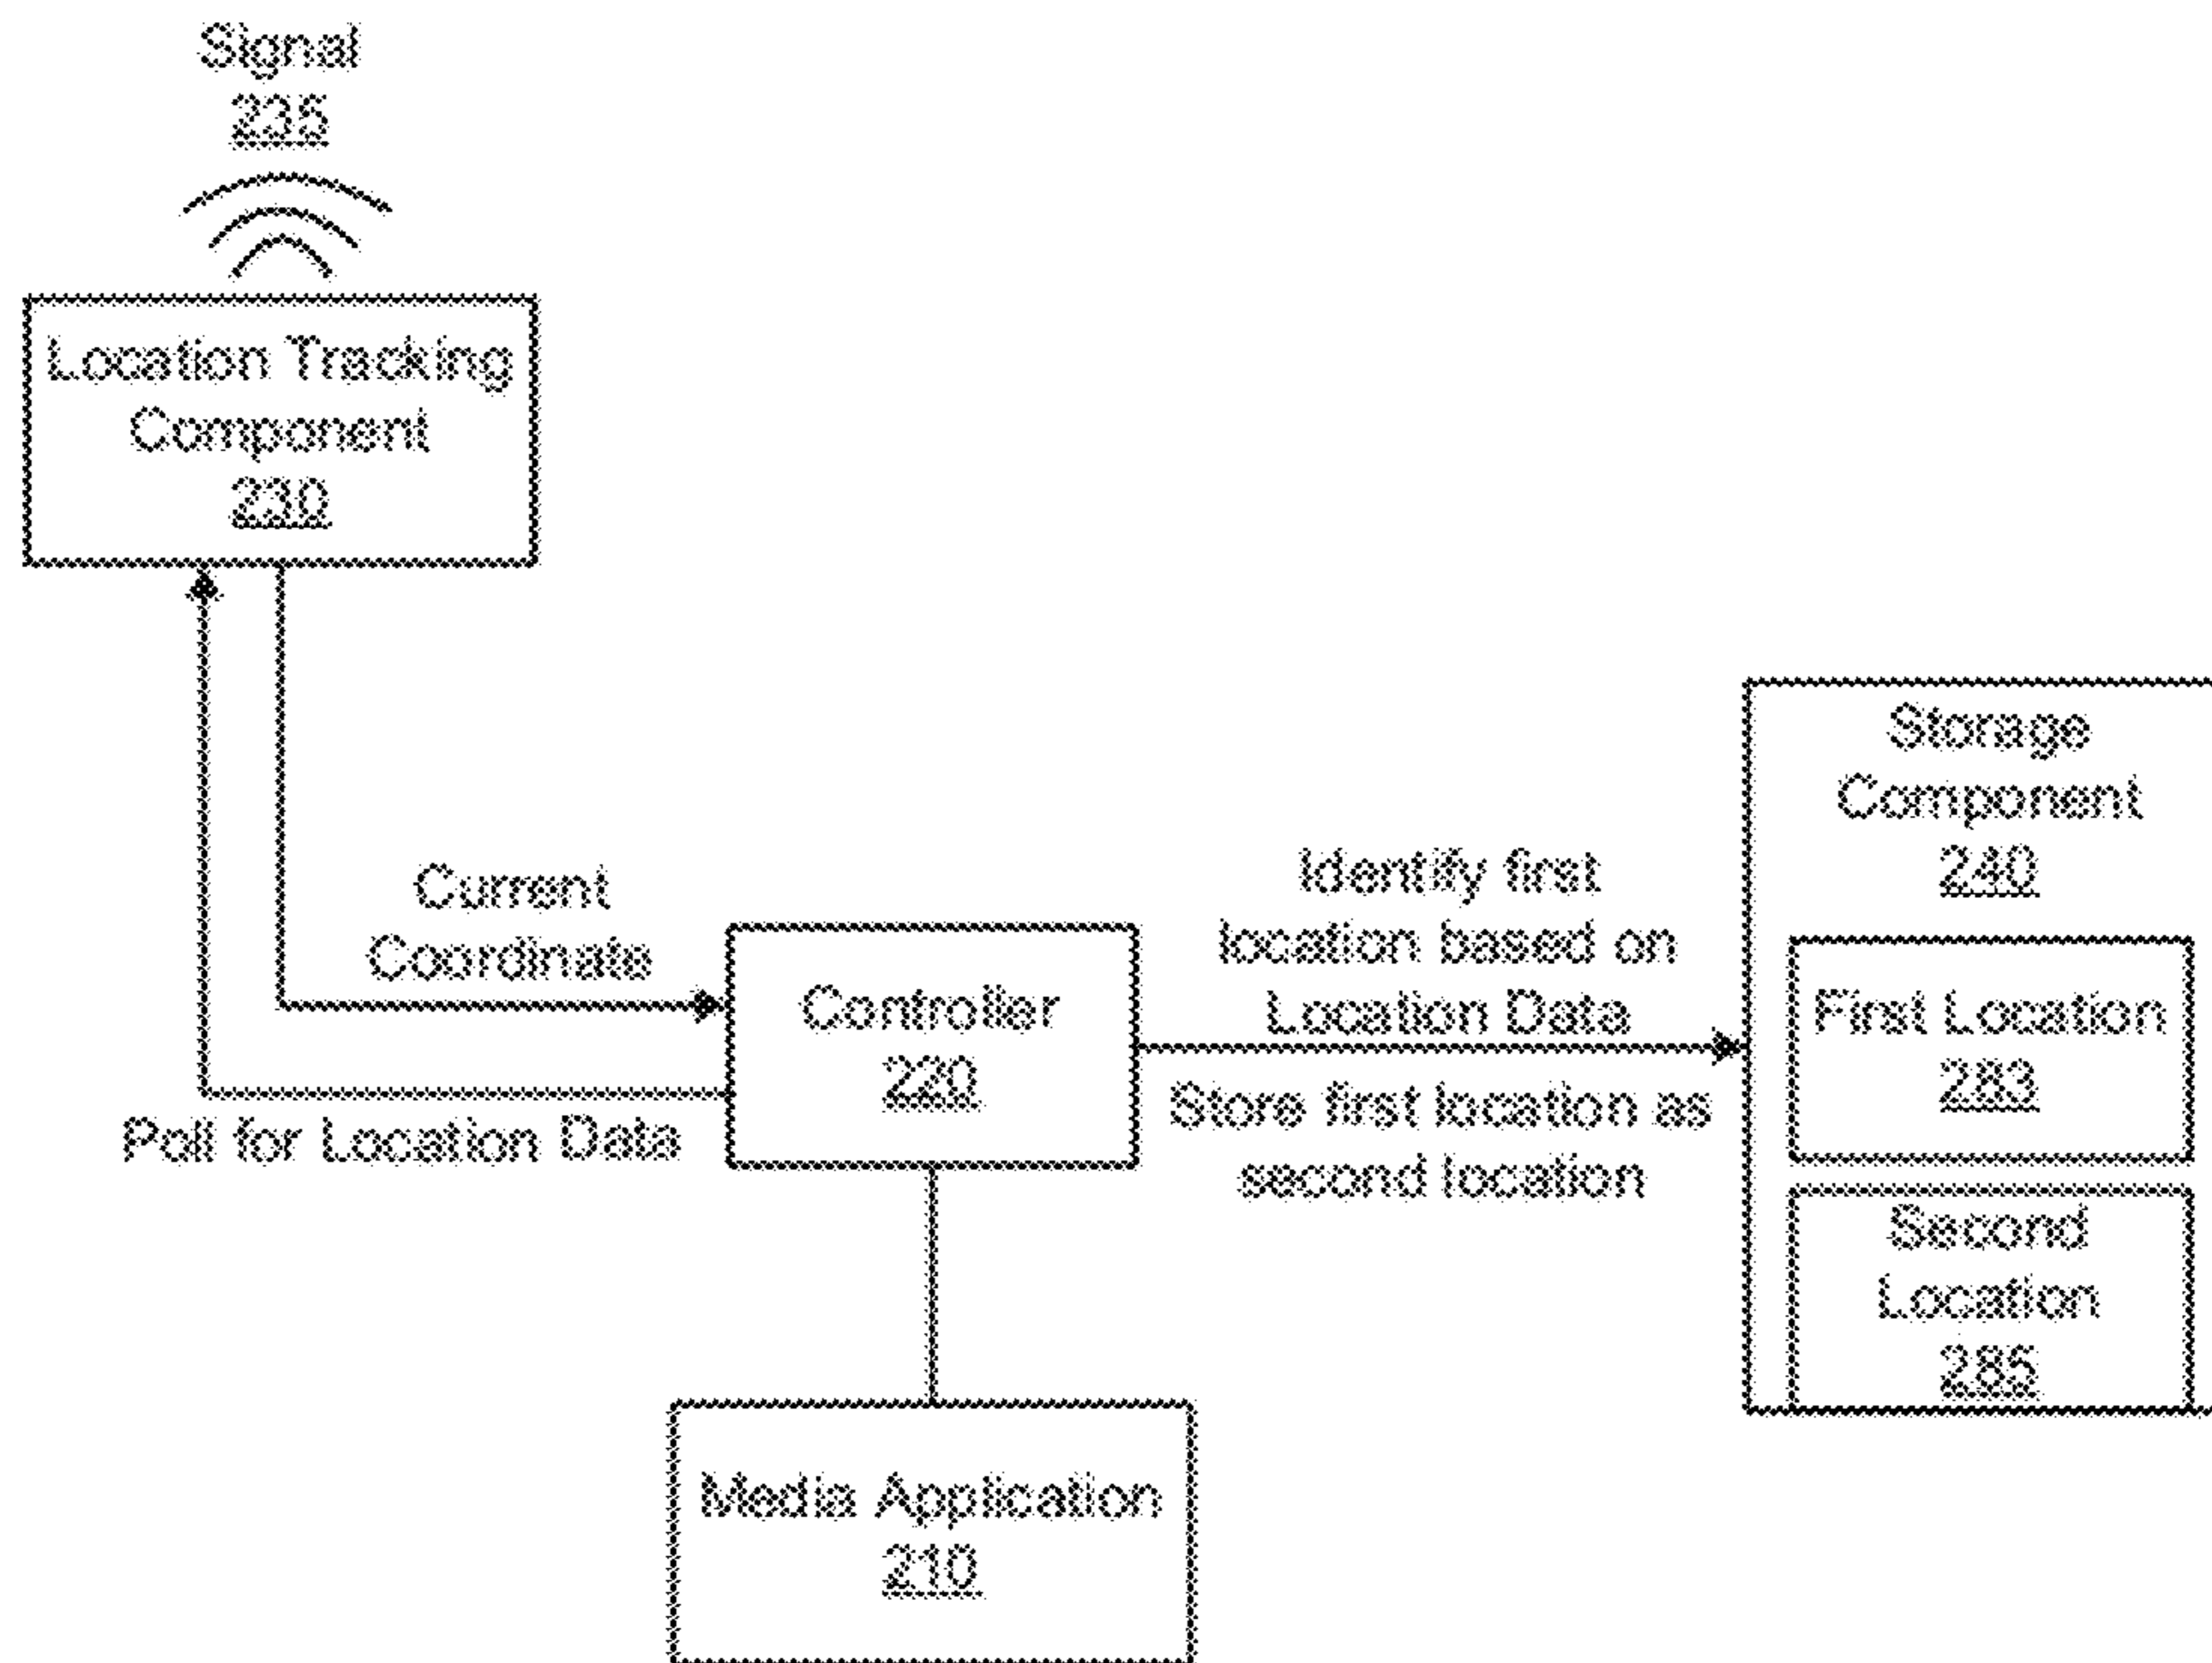 Signal
235
Location Tracking
Component
230
Current
Coordinate
Poll for Location Data
Controller
220
Identify first
location based on
Location Data
Store first location as
second location
Storage
Component
240
First Location
283
Second
Location
285
Media Application
210